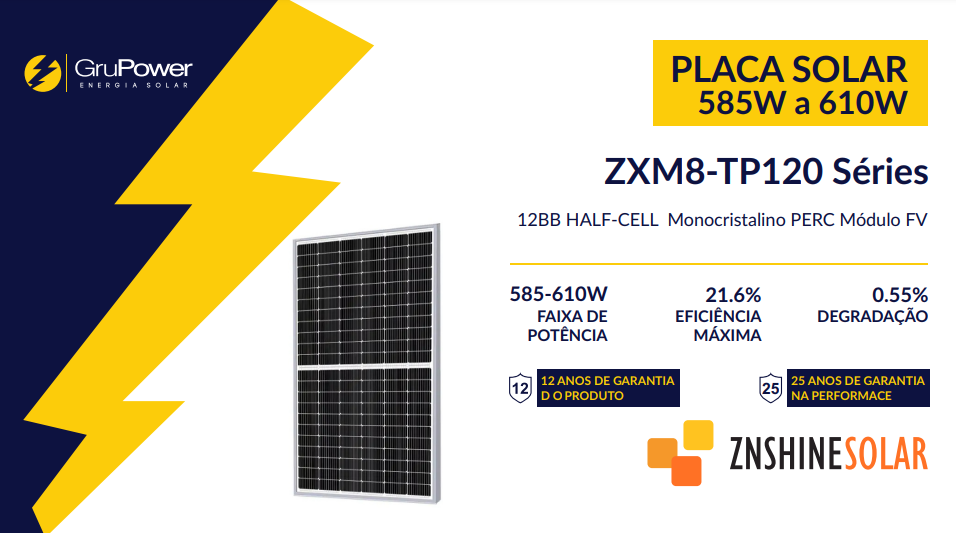 GruPower
ENERGIA SOLAR
PLACA SOLAR
585W a 610W
ZXM8-TP120 Séries
12BB HALF-CELL Monocristalino PERC Módulo FV
585-610W
FAIXA DE
POTÊNCIA
21.6%
EFICIÊNCIA
MÁXIMA
0.55%
DEGRADAÇÃO
12
12 ANOS DE GARANTIA
D O PRODUTO
25
25 ANOS DE GARANTIA
NA PERFORMACE
ZNSHINESOLAR